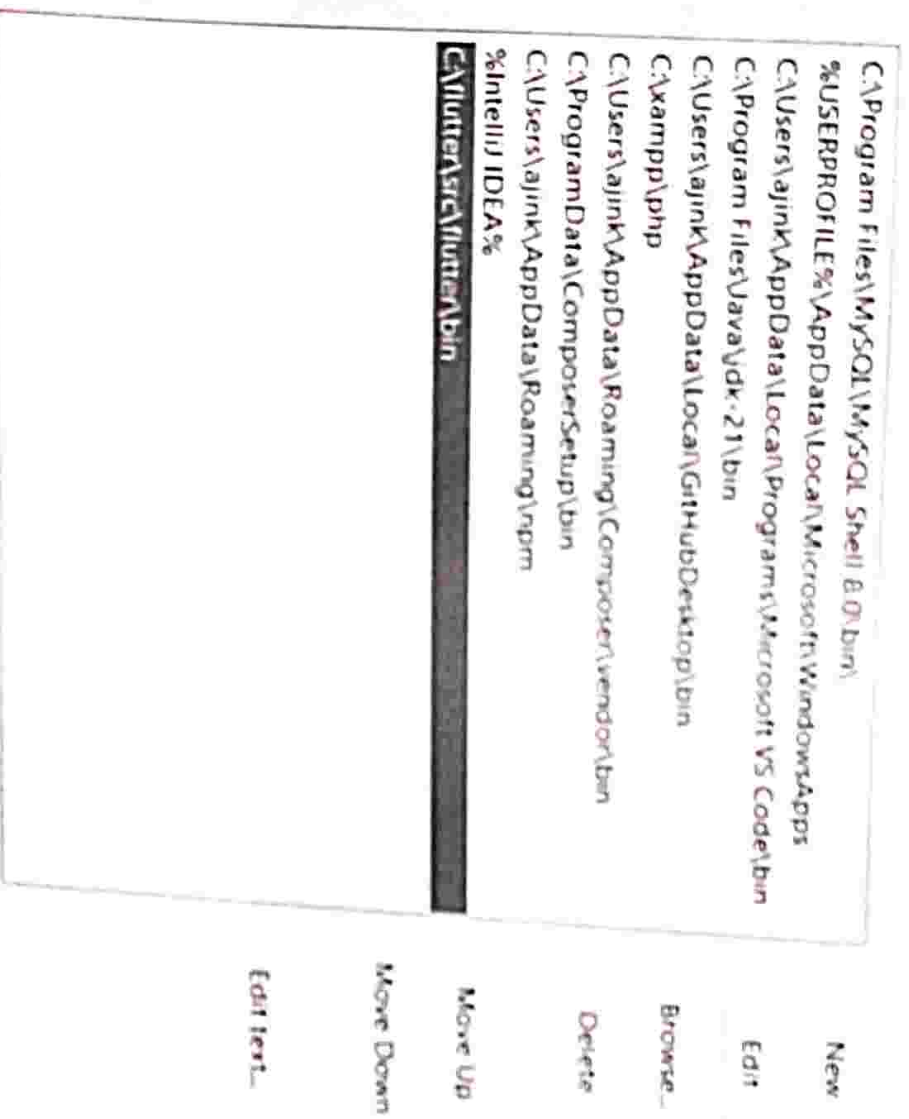 C:\Program Files\MySQL\MySQL Shell 8.0\bin\
%USERPROFILE%\AppData\Local\Microsoft\WindowsApps
C:\Users\ajink\AppData\Local\Programs\Microsoft VS Code\bin
C:\Program Files\Java\jdk-21\bin
C:\Users\ajink\AppData\Local\GitHubDesktop\bin
C:\xampp\php
C:\Users\ajink\AppData\Roaming\Composer\vendor\bin
C:\ProgramData\ComposerSetup\bin
C:\Users\ajink\AppData\Roaming\npm
%IntelliJ IDEA%
C:\flutter\src\flutter\bin
New
Edit
Browse...
Delete
Move Up
Move Down
Edit text...